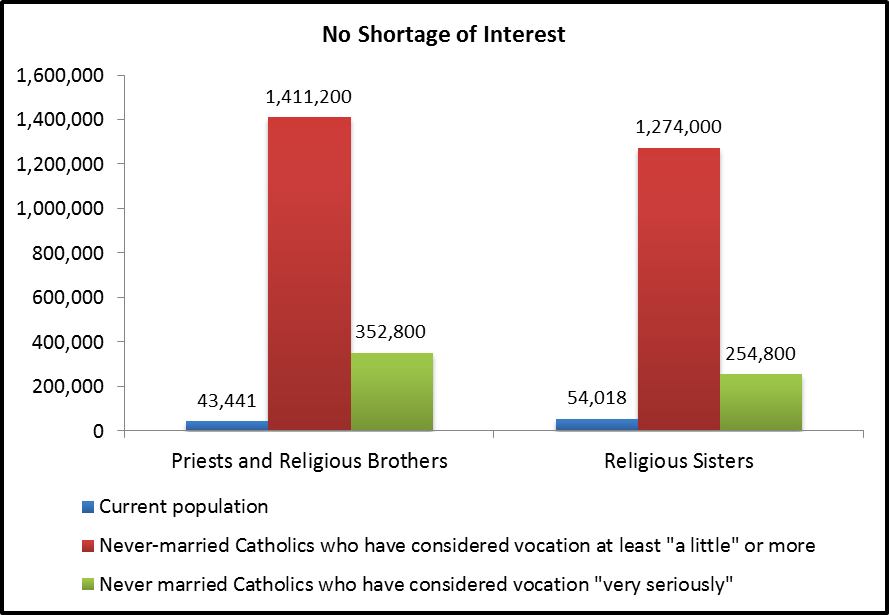 No Shortage of Interest
1,600,000
1,400,000
1,200,000
1,000,000
800,000
600,000
400,000
200,000
0
1,411,200
1,274,000
352,800
254,800
43,441
54,018
Priests and Religious Brothers
Religious Sisters
Current population
Never-married Catholics who have considered vocation at least "a little" or more
Never married Catholics who have considered vocation "very seriously"